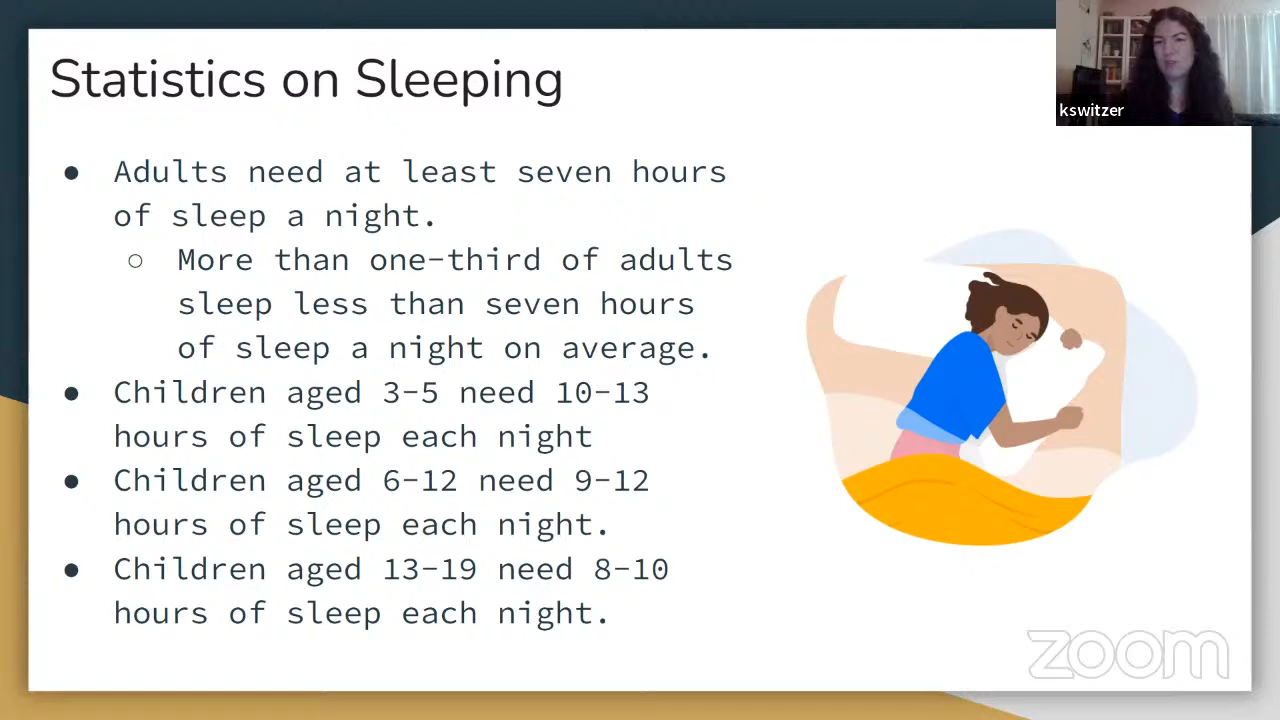 Statistics on Sleeping
kswitzer
● Adults need at least seven hours
of sleep a night.
○ More than one-third of adults
sleep less than seven hours
of sleep a night on average.
● Children aged 3-5 need 10-13
hours of sleep each night
● Children aged 6-12 need 9-12
hours of sleep each night.
● Children aged 13-19 need 8-10
hours of sleep each night.
zoom